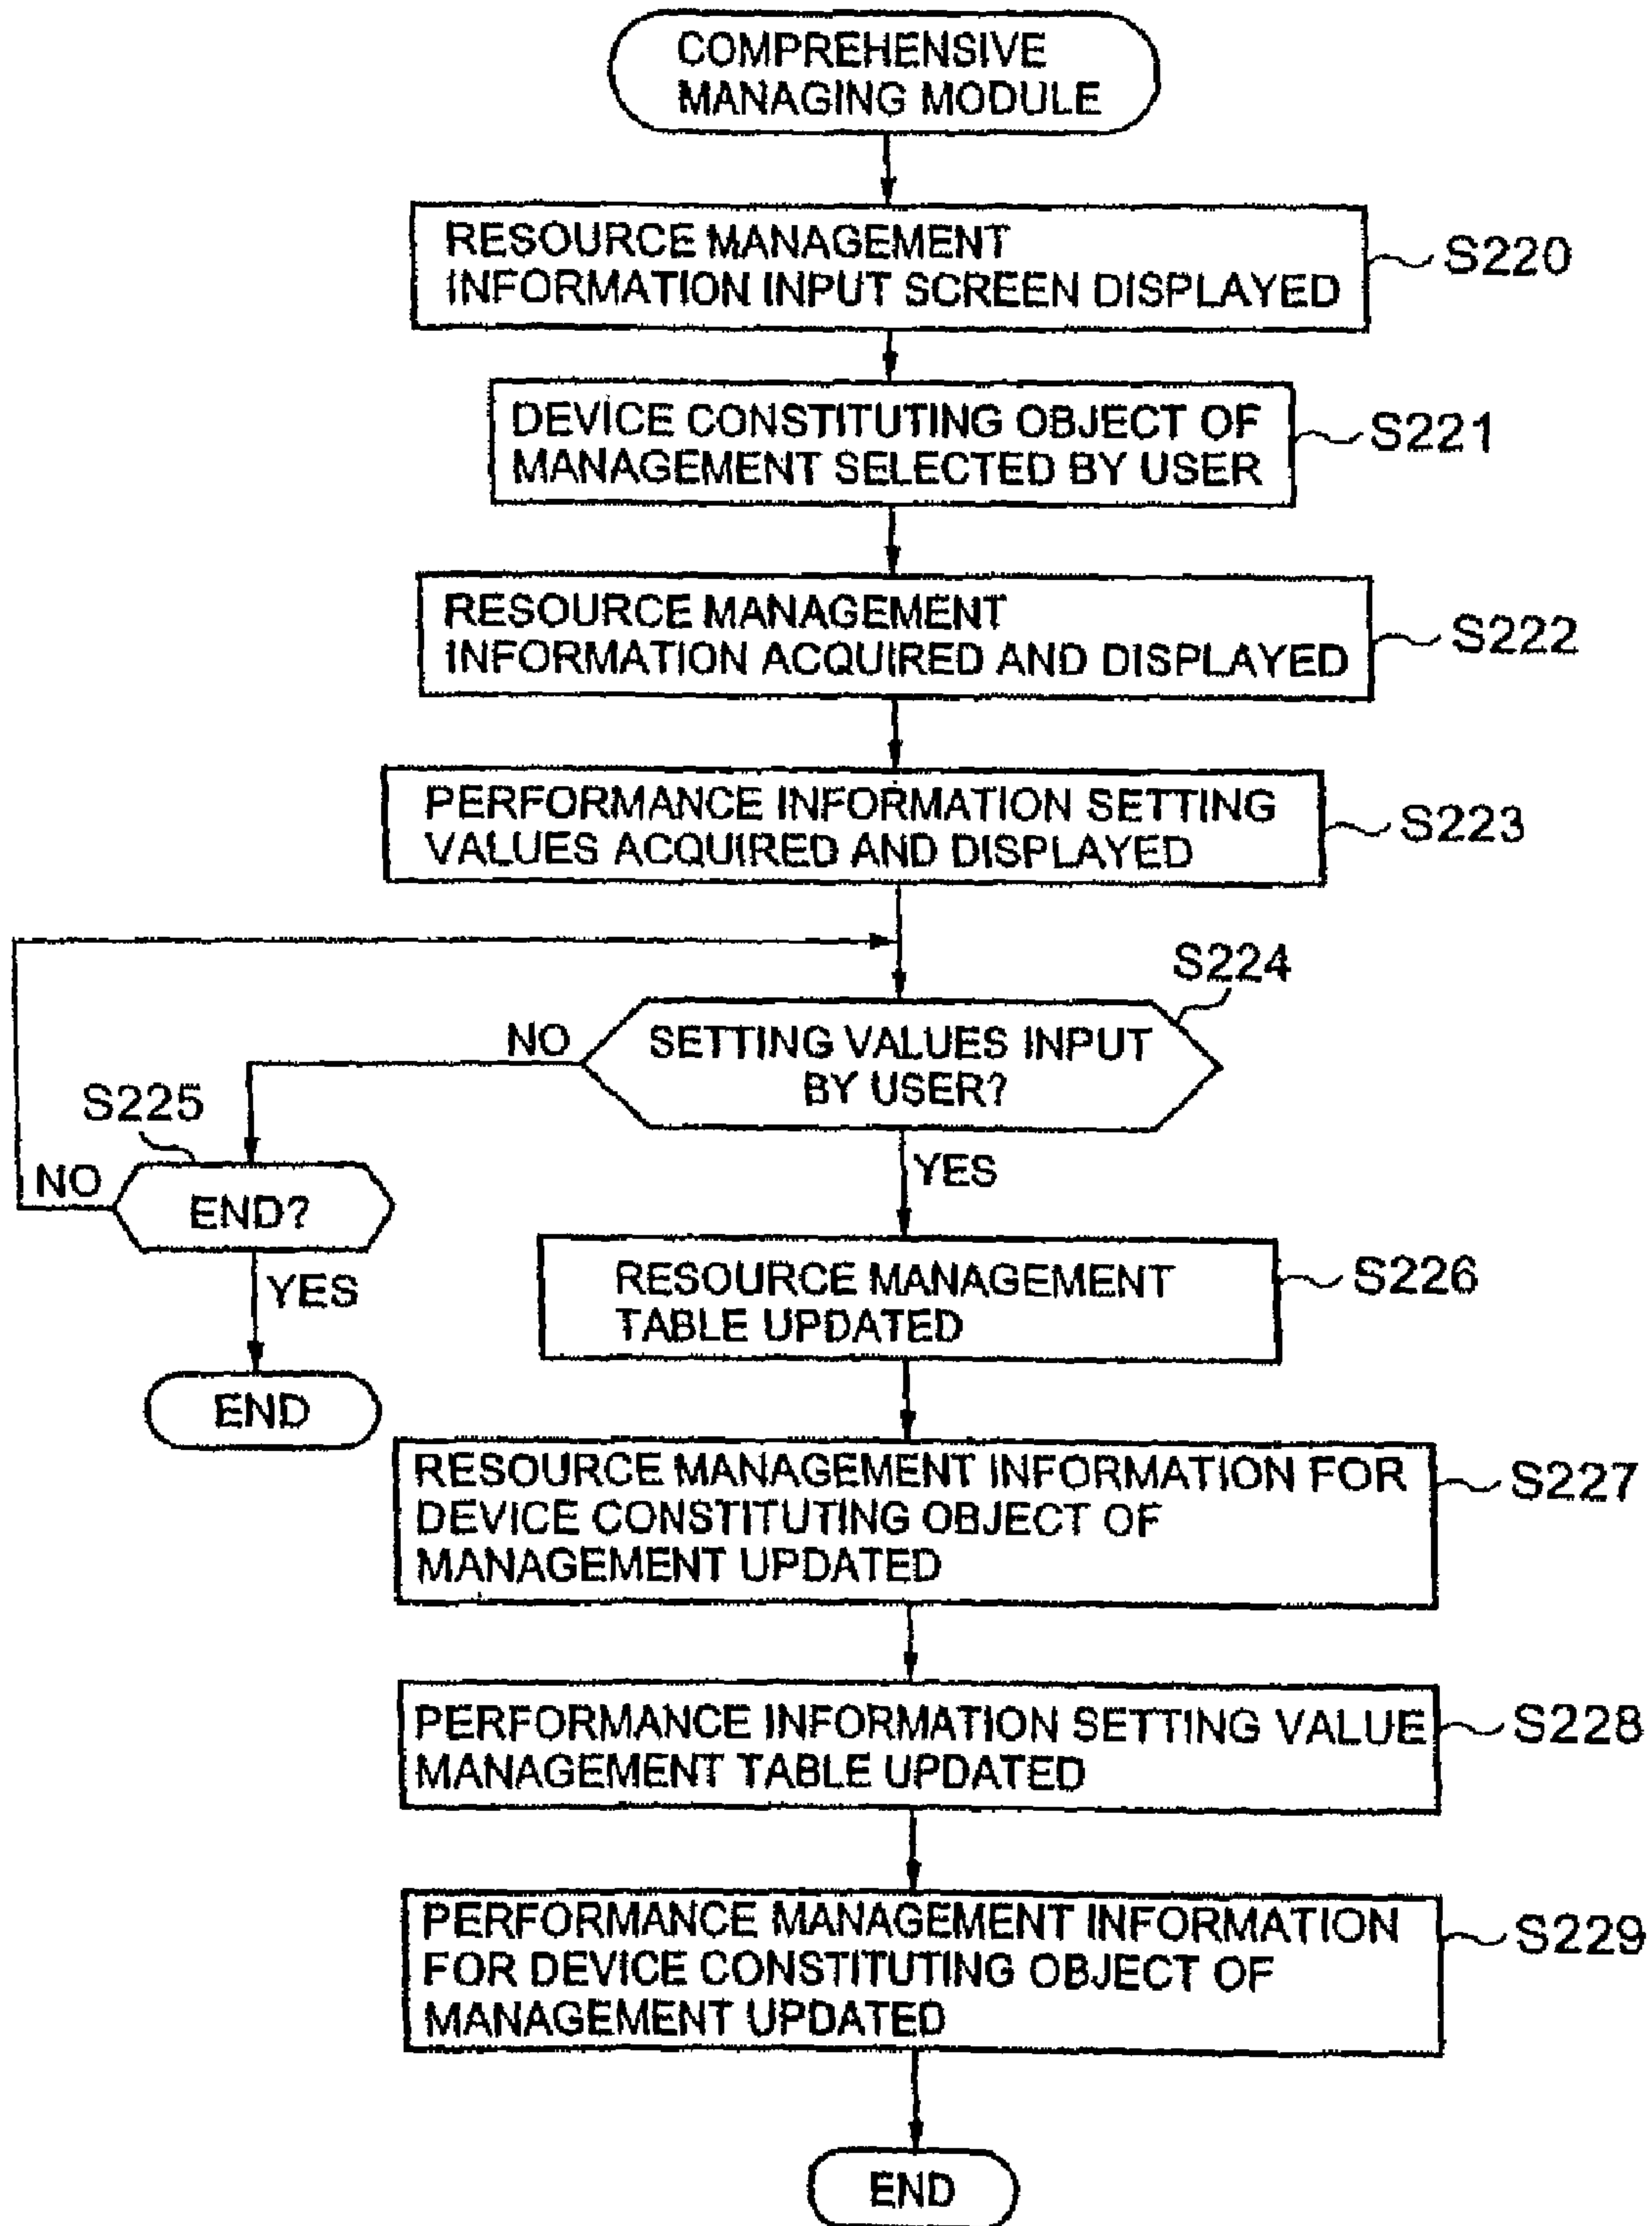 COMPREHENSIVE
MANAGING MODULE
RESOURCE MANAGEMENT
INFORMATION INPUT SCREEN DISPLAYED
S220
DEVICE CONSTITUTING OBJECT OF
MANAGEMENT SELECTED BY USER
S221
RESOURCE MANAGEMENT
INFORMATION ACQUIRED AND DISPLAYED
S222
PERFORMANCE INFORMATION SETTING
VALUES ACQUIRED AND DISPLAYED
S223
S224
SETTING VALUES INPUT
BY USER?
NO
YES
S225
END?
NO
YES
END
RESOURCE MANAGEMENT
TABLE UPDATED
S226
RESOURCE MANAGEMENT INFORMATION FOR
DEVICE CONSTITUTING OBJECT OF
MANAGEMENT UPDATED
S227
PERFORMANCE INFORMATION SETTING VALUE
MANAGEMENT TABLE UPDATED
S228
PERFORMANCE MANAGEMENT INFORMATION
FOR DEVICE CONSTITUTING OBJECT OF
MANAGEMENT UPDATED
S229
END